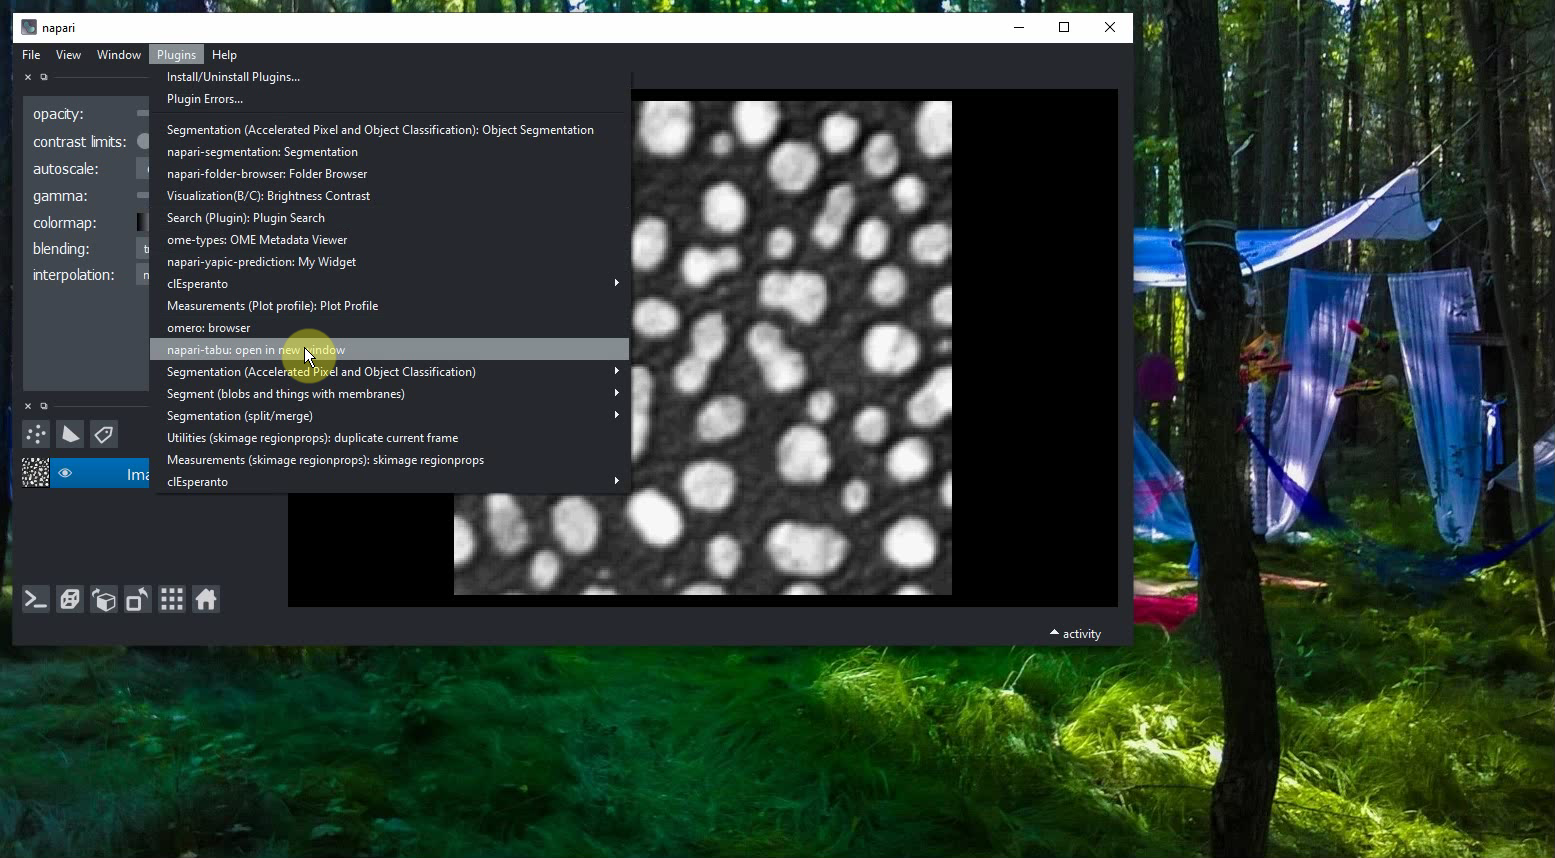 napari
File View Window Plugins Help
Install/Uninstall Plugins...
Plugin Errors...
opacity:
Segmentation (Accelerated Pixel and Object Classification): Object Segmentation
contrast limits:
napari-segmentation: Segmentation
autoscale:
napari-folder-browser: Folder Browser
gamma:
Visualization(B/C): Brightness Contrast
colormap:
Search (Plugin): Plugin Search
blending:
ome-types: OME Metadata Viewer
interpolation:
napari-yapic-prediction: My Widget
clEsperanto
Measurements (Plot profile): Plot Profile
omero: browser
napari-tabu: open in new window
Segmentation (Accelerated Pixel and Object Classification)
Segment (blobs and things with membranes)
Segmentation (split/merge)
Utilities (skimage regionprops): duplicate current frame
Measurements (skimage regionprops): skimage regionprops
Ima
clEsperanto
activity